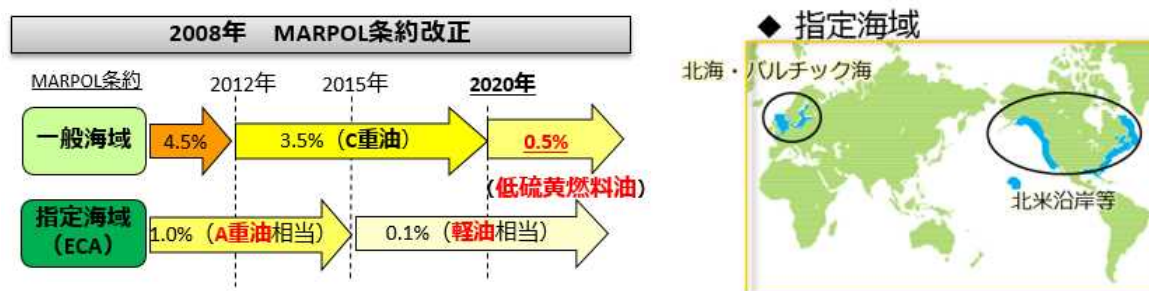 2008年 MARPOL条約改正
MARPOL条約
2012年
2015年
2020年
一般海域
4.5%
3.5%（C重油）
0.5%
(低硫黄燃料油)
指定海域
（ECA）
1.0%（A重油相当）
0.1%（軽油相当）
◆ 指定海域
北海・バルチック海
北米沿岸等